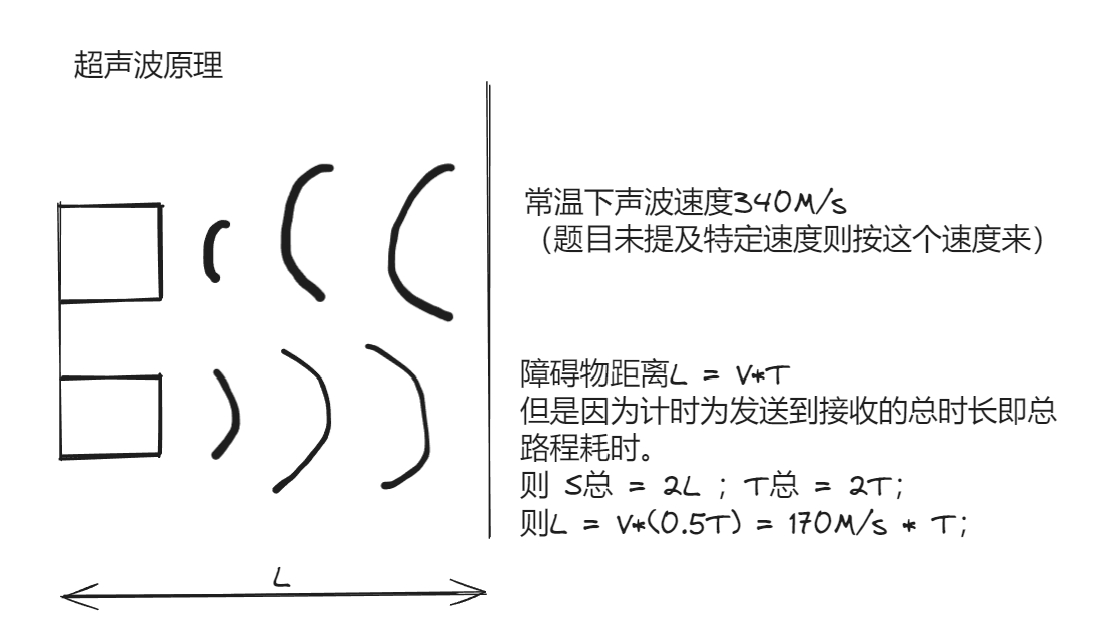 超声波原理
常温下声波速度340M/s
（题目未提及特定速度则按这个速度来）
障碍物距离L = V*T
但是因为计时为发送到接收的总时长即总
路程耗时。
则 S总 = 2L ; T总 = 2T;
则L = V*(0.5T) = 170M/s * T;
L